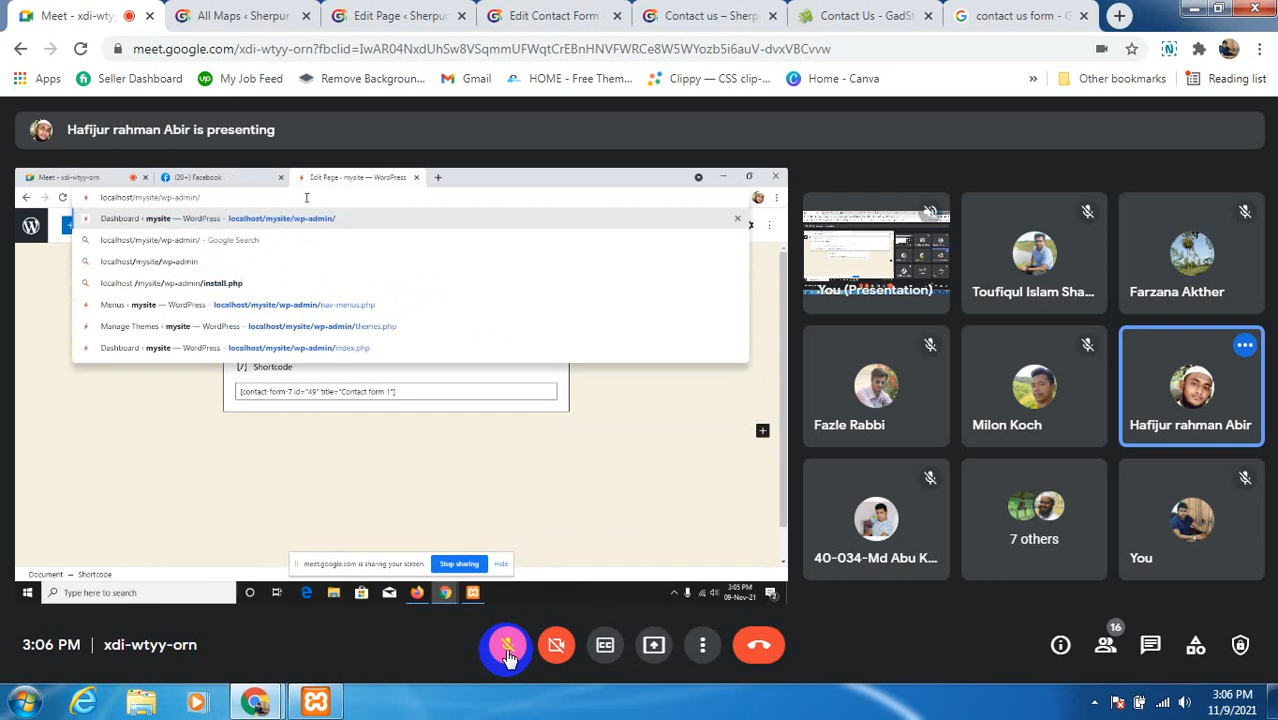 Meet - xdi-wtyy-orn
All Maps ‹ Sherpur
Edit Page ‹ Sherpur
Edit Contact Form
Contact us – Sherp
Contact Us - GadSt
contact us form - G
meet.google.com/xdi-wtyy-orn?fbclid=IwAR04NxdUhSw8VSqmmUFWqtCrEBnHNVFWRCe8W5WYozb5i6auV-dvxVBCvvw
Apps
Seller Dashboard
My Job Feed
Remove Backgroun...
Gmail
HOME - Free Them...
Clippy — CSS clip-...
Home - Canva
»
Other bookmarks
Reading list
Hafijur rahman Abir is presenting
Meet - xdi-wtyy-orn
(20+) Facebook
Edit Page ‹ mysite — WordPress
localhost/mysite/wp-admin/
Dashboard ‹ mysite — WordPress - localhost/mysite/wp-admin/
localhost/mysite/wp-admin/ - Google Search
localhost/mysite/wp-admin
localhost /mysite/wp-admin/install.php
Menus ‹ mysite — WordPress - localhost/mysite/wp-admin/nav-menus.php
Manage Themes ‹ mysite — WordPress - localhost/mysite/wp-admin/themes.php
Dashboard ‹ mysite — WordPress - localhost/mysite/wp-admin/index.php
[/] Shortcode
[contact-form-7 id="49" title="Contact form 1"]
meet.google.com is sharing your screen.
Stop sharing
Hide
Document → Shortcode
Type here to search
3:05 PM
09-Nov-21
2
You (Presentation)
Toufiqul Islam Sha...
Farzana Akther
Fazle Rabbi
Milon Koch
Hafijur rahman Abir
40-034-Md Abu K...
7 others
You
3:06 PM | xdi-wtyy-orn
CC
16
3:06 PM
11/9/2021